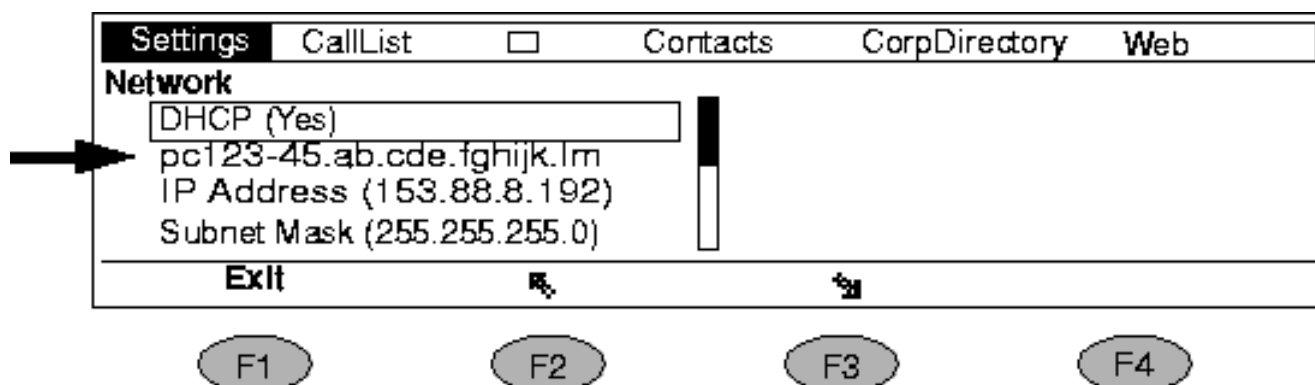 Settings CallList Contacts CorpDirectory Web
Network
DHCP (Yes)
pc123-45.ab.cde.fghijk.lm
IP Address (153.88.8.192)
Subnet Mask (255.255.255.0)
Exit
F1 F2 F3 F4